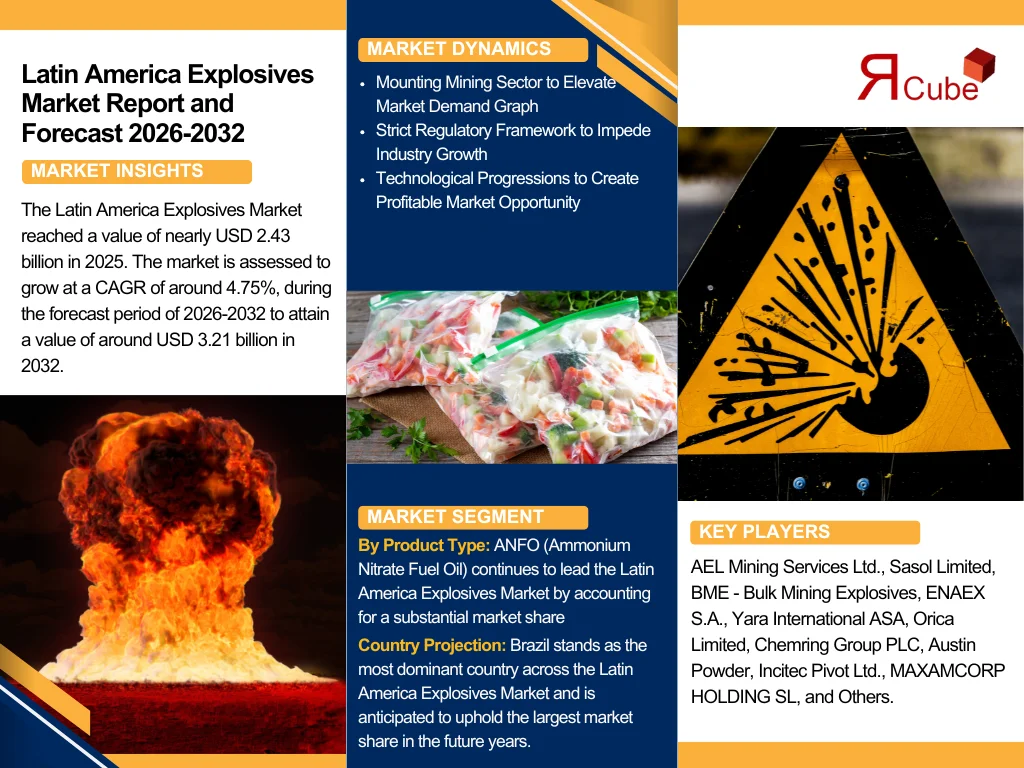 Latin America Explosives
Market Report and
Forecast 2026-2032
MARKET INSIGHTS
The Latin America Explosives Market
reached a value of nearly USD 2.43
billion in 2025. The market is assessed to
grow at a CAGR of around 4.75%, during
the forecast period of 2026-2032 to attain
a value of around USD 3.21 billion in
2032.
MARKET DYNAMICS
• Mounting Mining Sector to Elevate
Market Demand Graph
• Strict Regulatory Framework to Impede
Industry Growth
• Technological Progressions to Create
Profitable Market Opportunity
MARKET SEGMENT
By Product Type: ANFO (Ammonium
Nitrate Fuel Oil) continues to lead the Latin
America Explosives Market by accounting
for a substantial market share
Country Projection: Brazil stands as the
most dominant country across the Latin
America Explosives Market and is
anticipated to uphold the largest market
share in the future years.
ЯCube
KEY PLAYERS
AEL Mining Services Ltd., Sasol Limited,
BME - Bulk Mining Explosives, ENAEX
S.A., Yara International ASA, Orica
Limited, Chemring Group PLC, Austin
Powder, Incitec Pivot Ltd., MAXAMCORP
HOLDING SL, and Others.